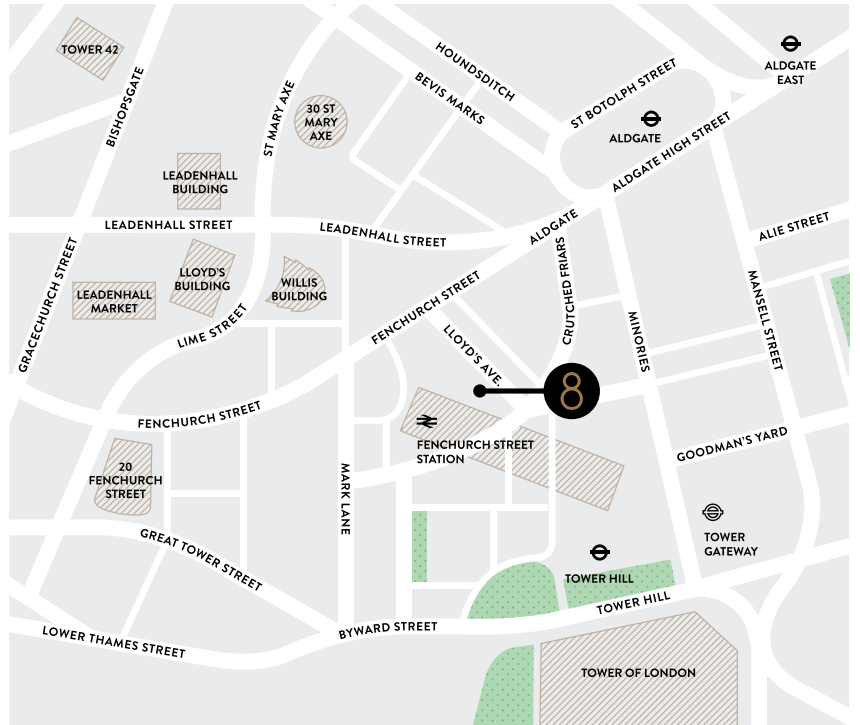 TOWER 42
BISHOPSGATE
ST MARY AXE
30 ST
MARY
AXE
HOUNDSDITCH
BEVIS MARKS
ST BOTOLPH STREET
ALDGATE
EAST
ALDGATE
ALDGATE HIGH STREET
LEADENHALL
BUILDING
LEADENHALL STREET
LEADENHALL STREET
ALDGATE
ALIE STREET
GRACECHURCH STREET
LEADENHALL
MARKET
LLOYD'S
BUILDING
WILLIS
BUILDING
LIME STREET
FENCHURCH STREET
CRUTCHED FRIARS
LLOYD'S AVE.
MINORIES
MANSELL STREET
8
FENCHURCH STREET
FENCHURCH STREET
STATION
GOODMAN'S YARD
20
FENCHURCH
STREET
MARK LANE
GREAT TOWER STREET
TOWER
GATEWAY
TOWER HILL
TOWER HILL
LOWER THAMES STREET
BYWARD STREET
TOWER OF LONDON